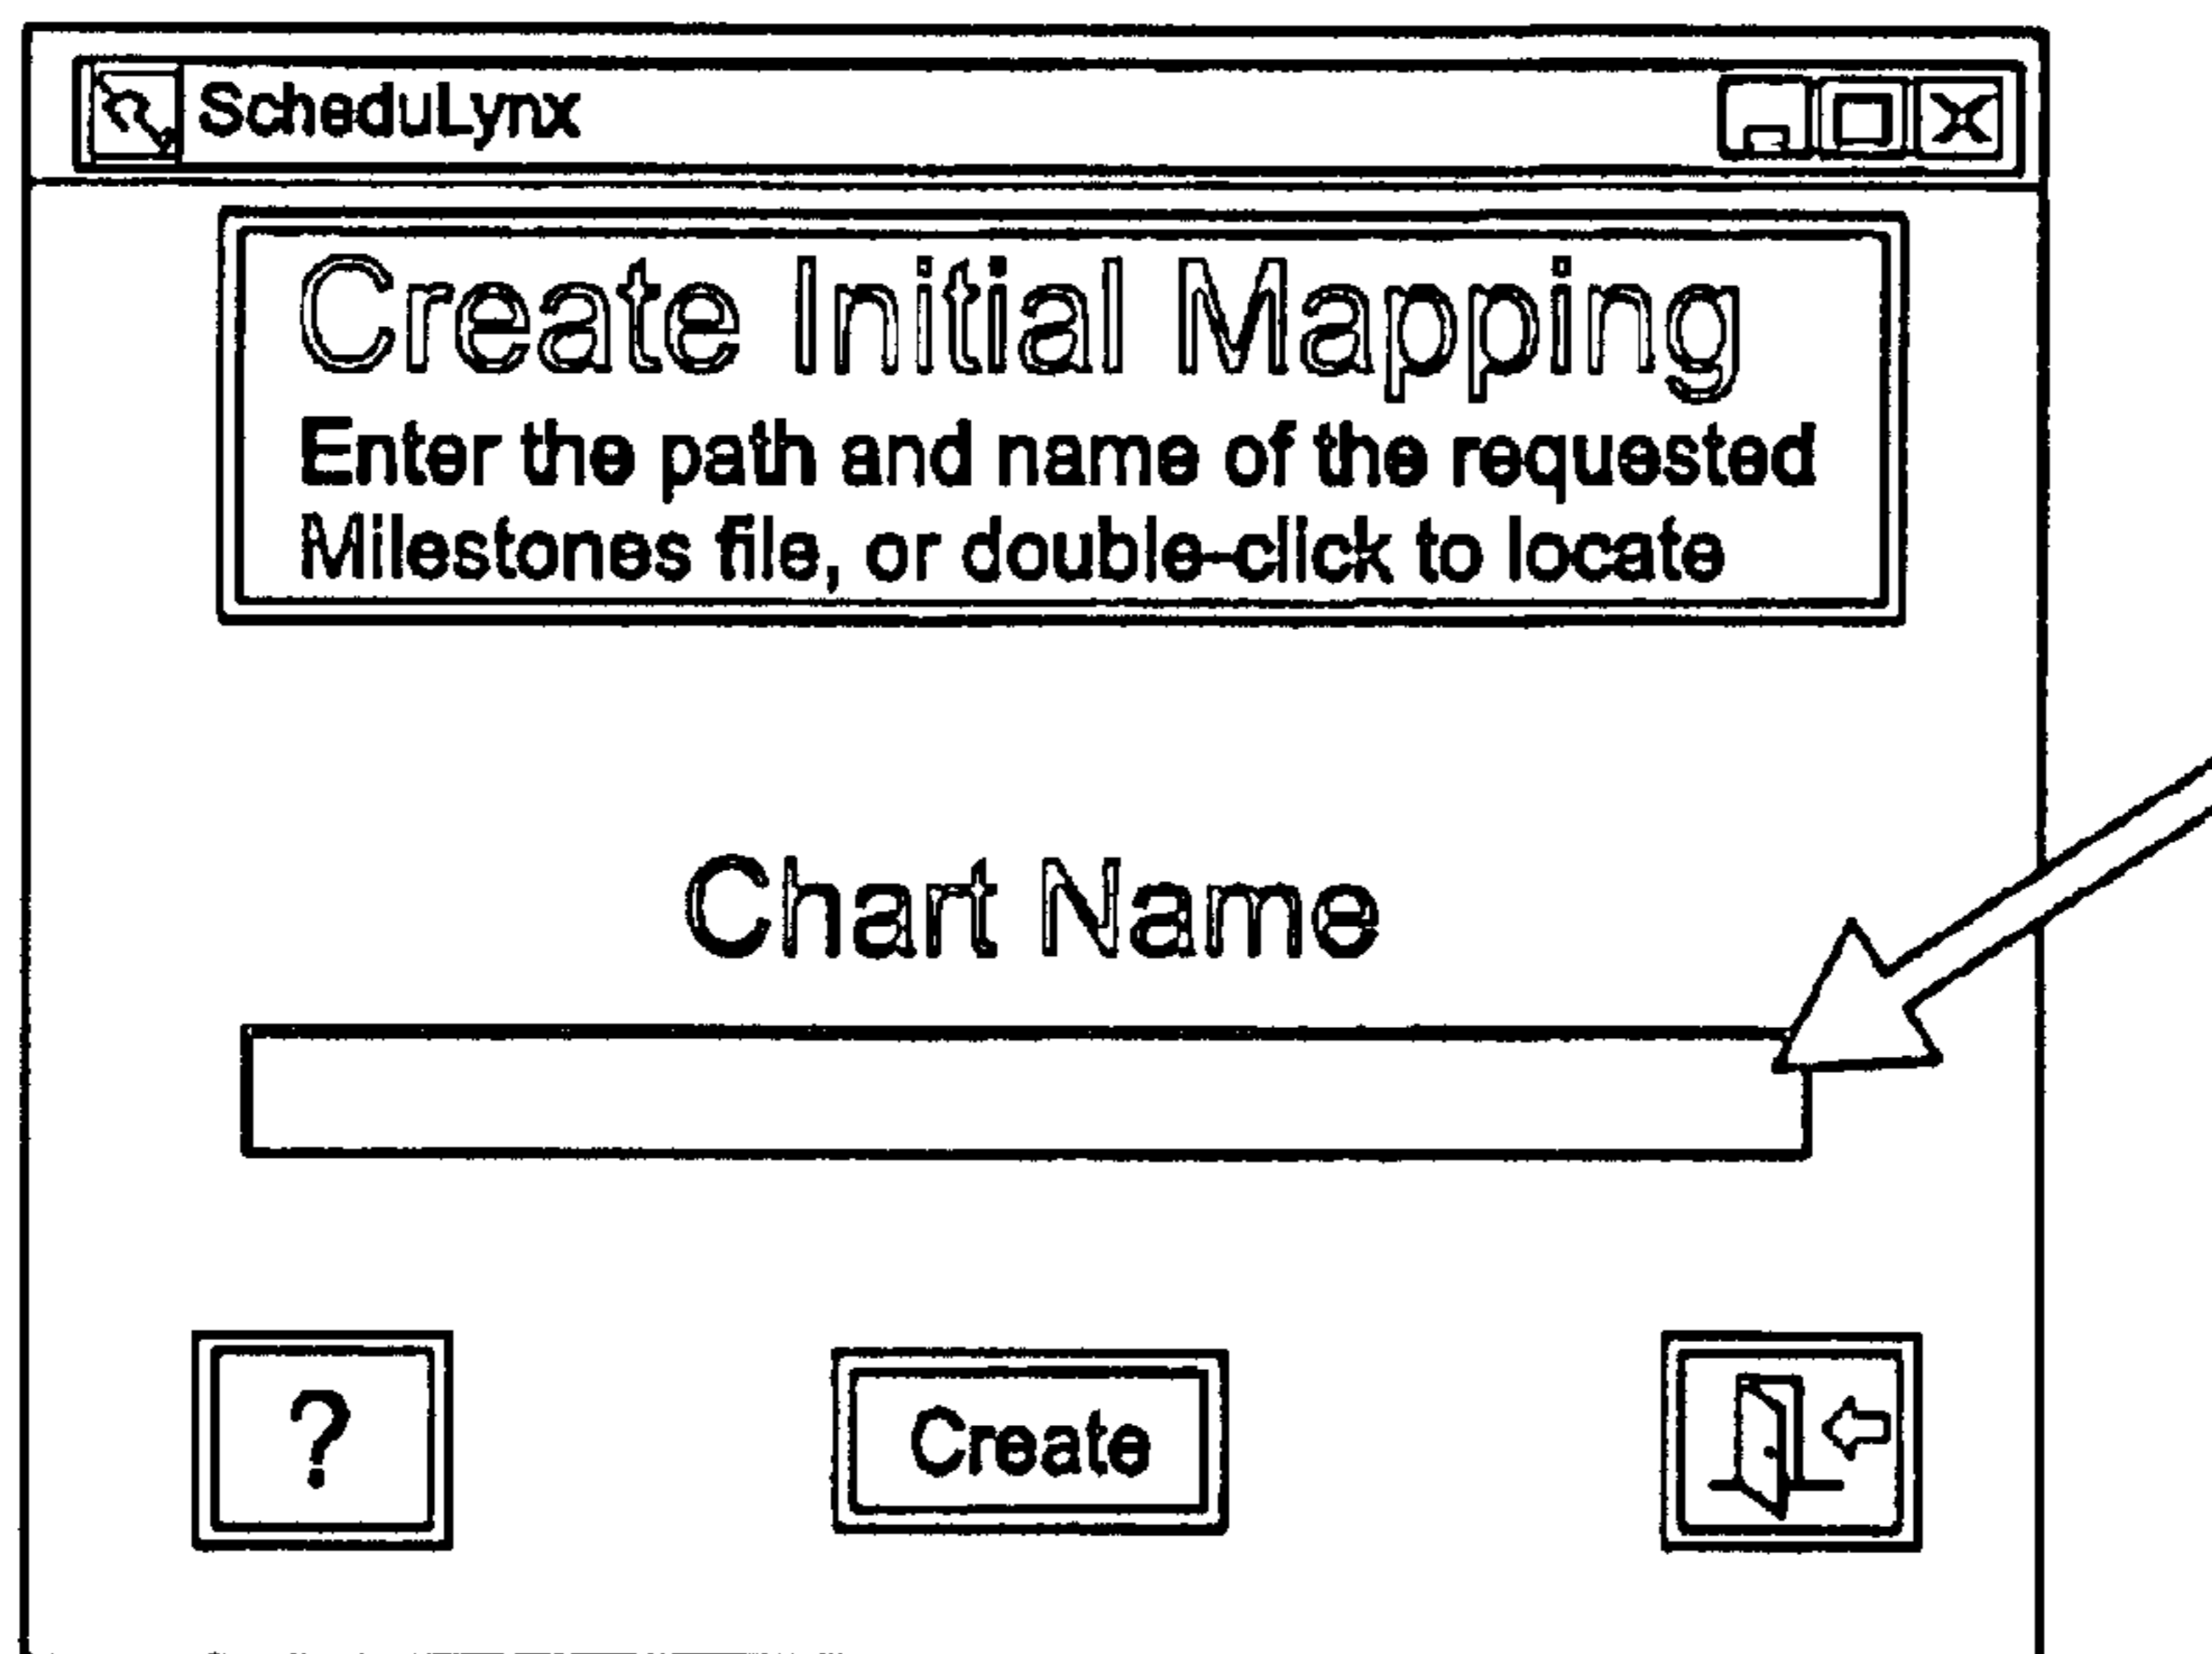 ScheduLynx
Create Initial Mapping
Enter the path and name of the requested
Milestones file, or double-click to locate
Chart Name
?
Create